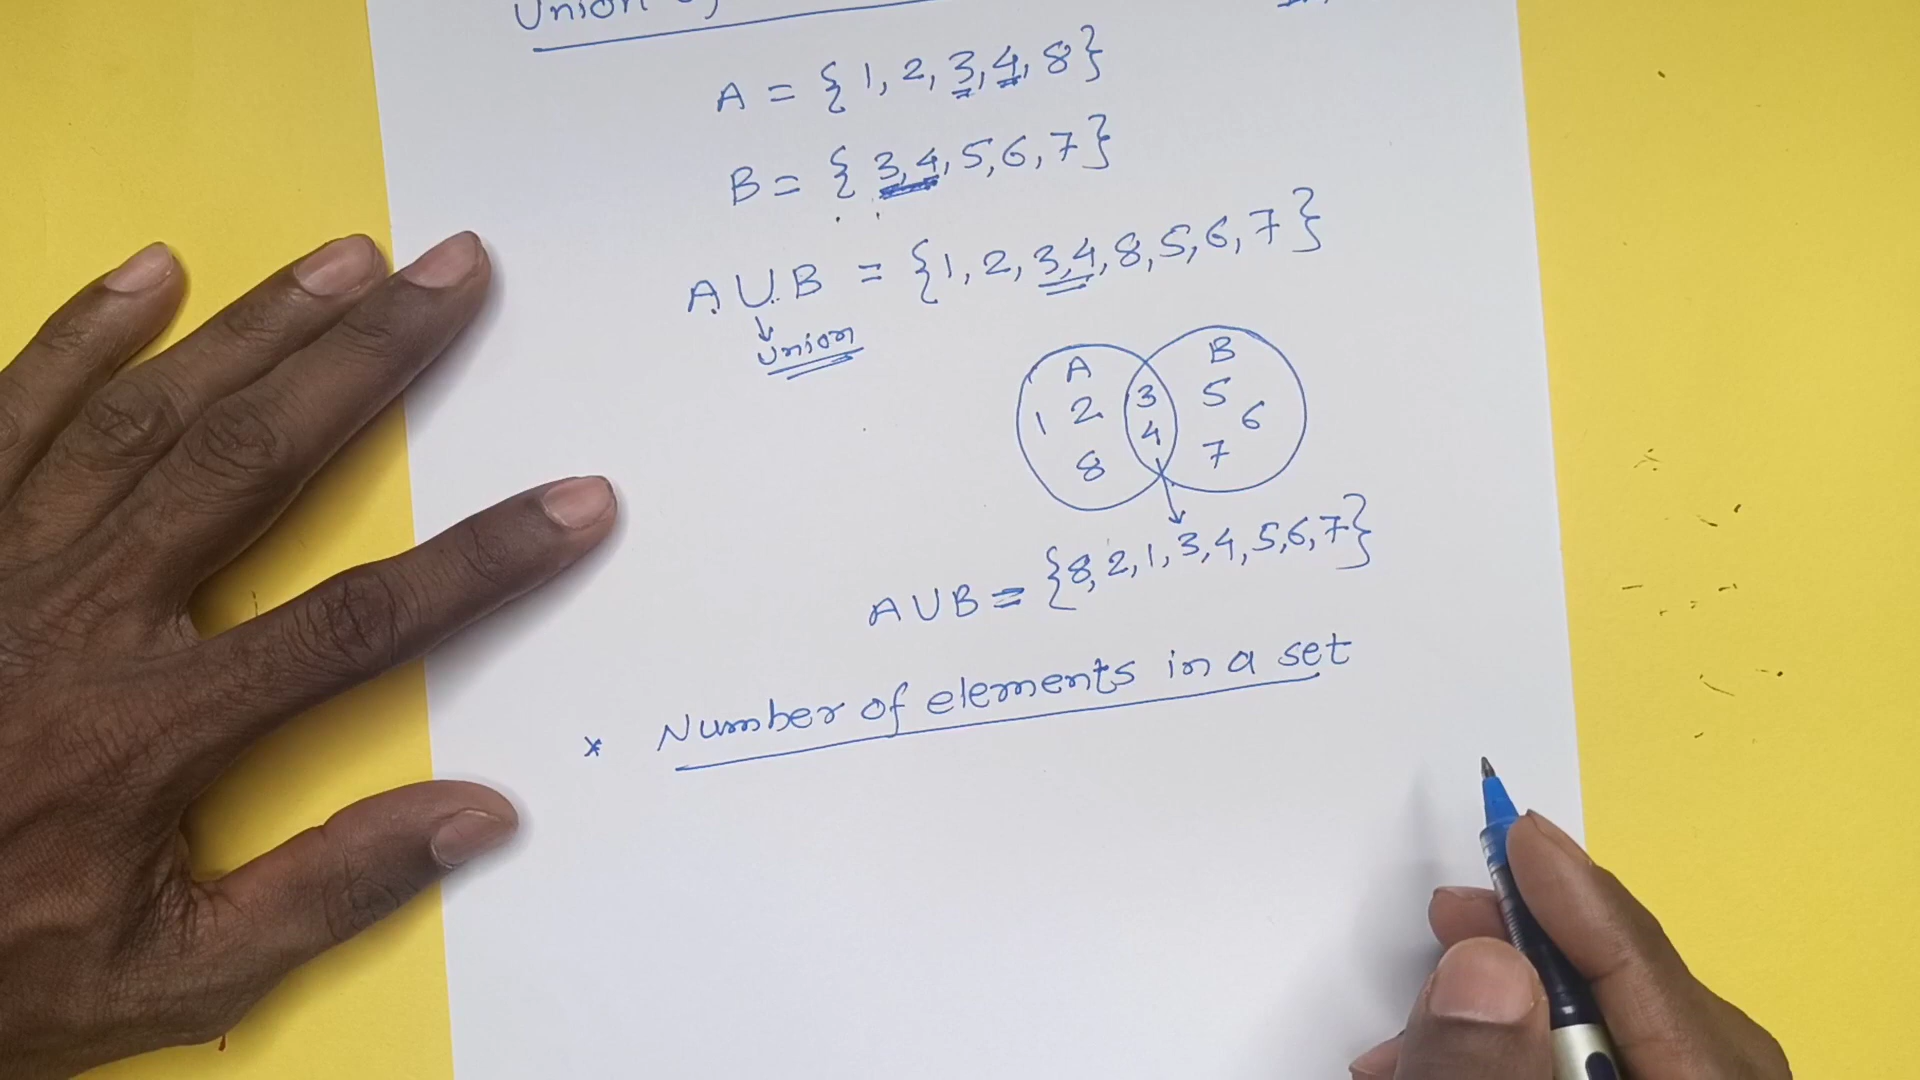 Union of
A = {1, 2, 3, 4, 8}
B = {3, 4, 5, 6, 7}
A U B = {1, 2, 3, 4, 8, 5, 6, 7}
Union
A B
1 2 3 5
4 6
8 7
A U B = {8, 2, 1, 3, 4, 5, 6, 7}
* Number of elements in a set